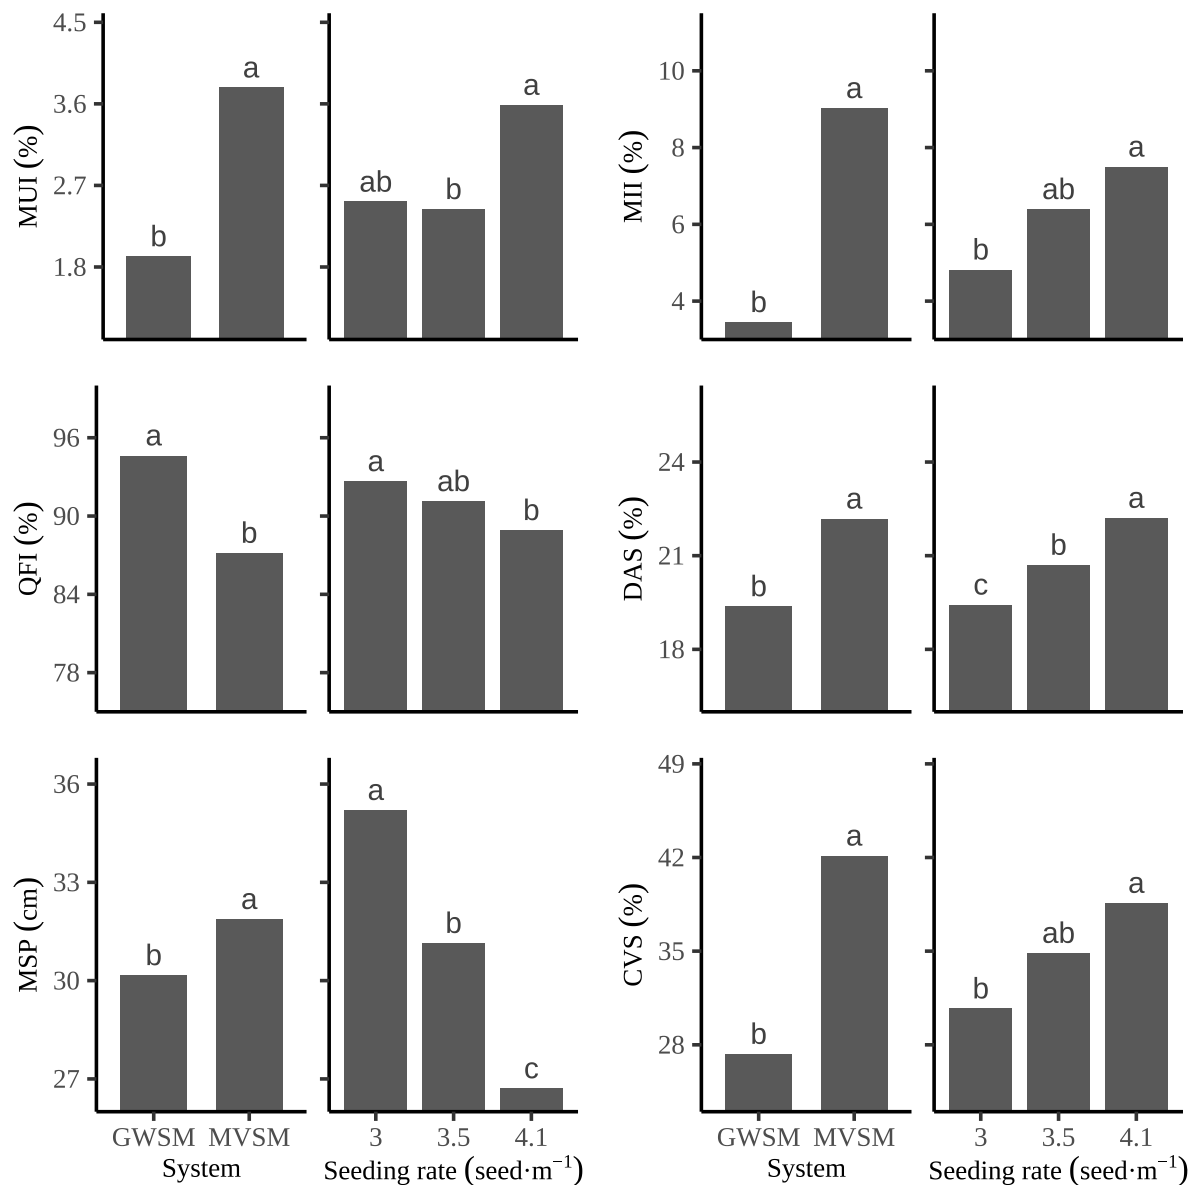 MUI (%)
4.5
3.6
2.7
1.8
b
a
ab
b
a
MII (%)
10
8
6
4
b
a
b
ab
a
QFI (%)
96
90
84
78
a
b
a
ab
b
DAS (%)
24
21
18
b
a
c
b
a
MSP (cm)
36
33
30
27
b
a
a
b
c
GWSM MVSM
System
3 3.5 4.1
Seeding rate (seed·m⁻¹)
CVS (%)
49
42
35
28
b
a
b
ab
a
GWSM MVSM
System
3 3.5 4.1
Seeding rate (seed·m⁻¹)